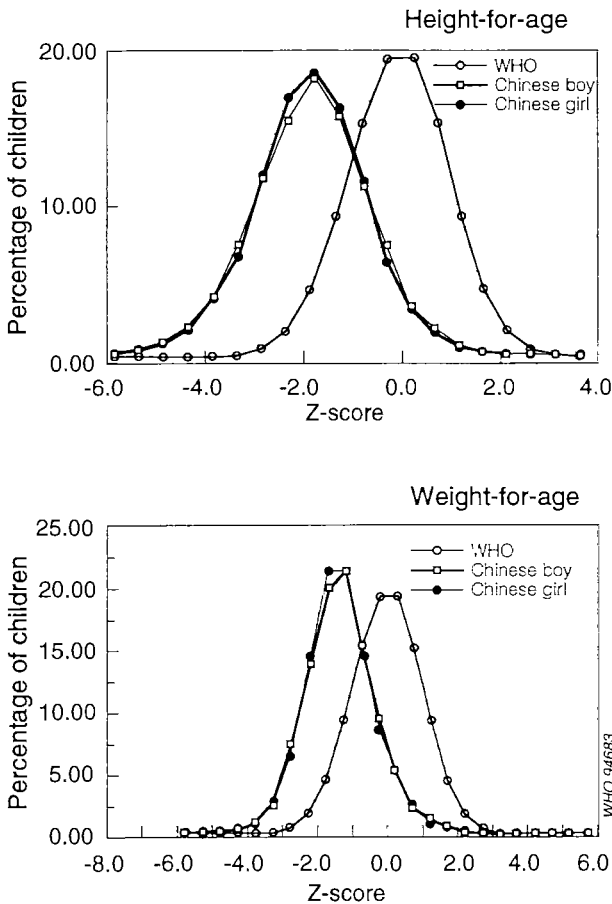 Height-for-age
20.00
10.00
0.00
Percentage of children
WHO
Chinese boy
Chinese girl
-6.0 -4.0 -2.0 0.0 2.0 4.0
Z-score
Weight-for-age
25.00
20.00
15.00
10.00
5.00
0.00
Percentage of children
WHO
Chinese boy
Chinese girl
-8.0 -6.0 -4.0 -2.0 0.0 2.0 4.0 6.0
Z-score
WHO 94683